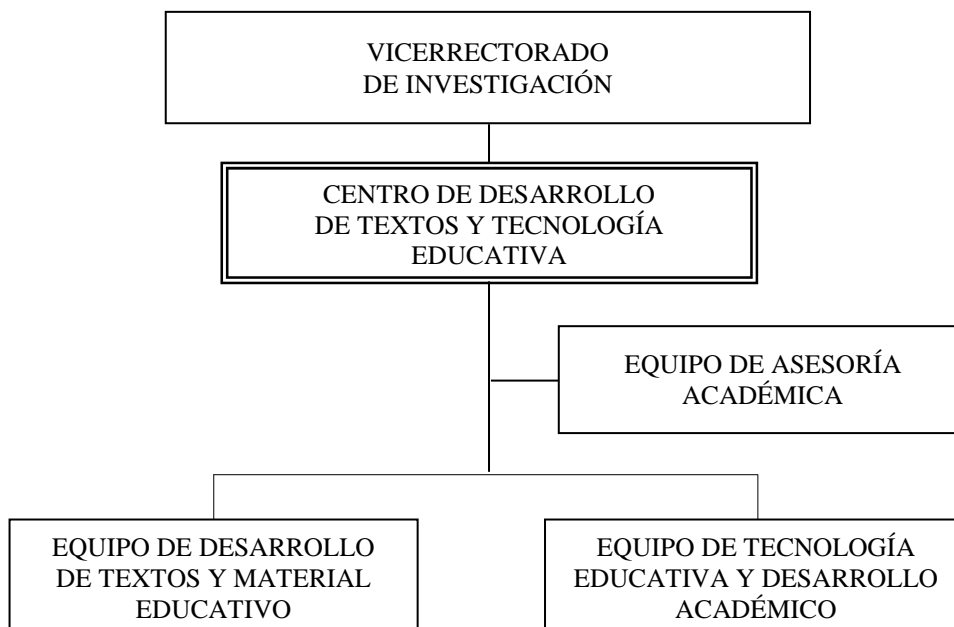 VICERRECTORADO
DE INVESTIGACIÓN
CENTRO DE DESARROLLO
DE TEXTOS Y TECNOLOGÍA
EDUCATIVA
EQUIPO DE ASESORÍA
ACADÉMICA
EQUIPO DE DESARROLLO
DE TEXTOS Y MATERIAL
EDUCATIVO
EQUIPO DE TECNOLOGÍA
EDUCATIVA Y DESARROLLO
ACADÉMICO